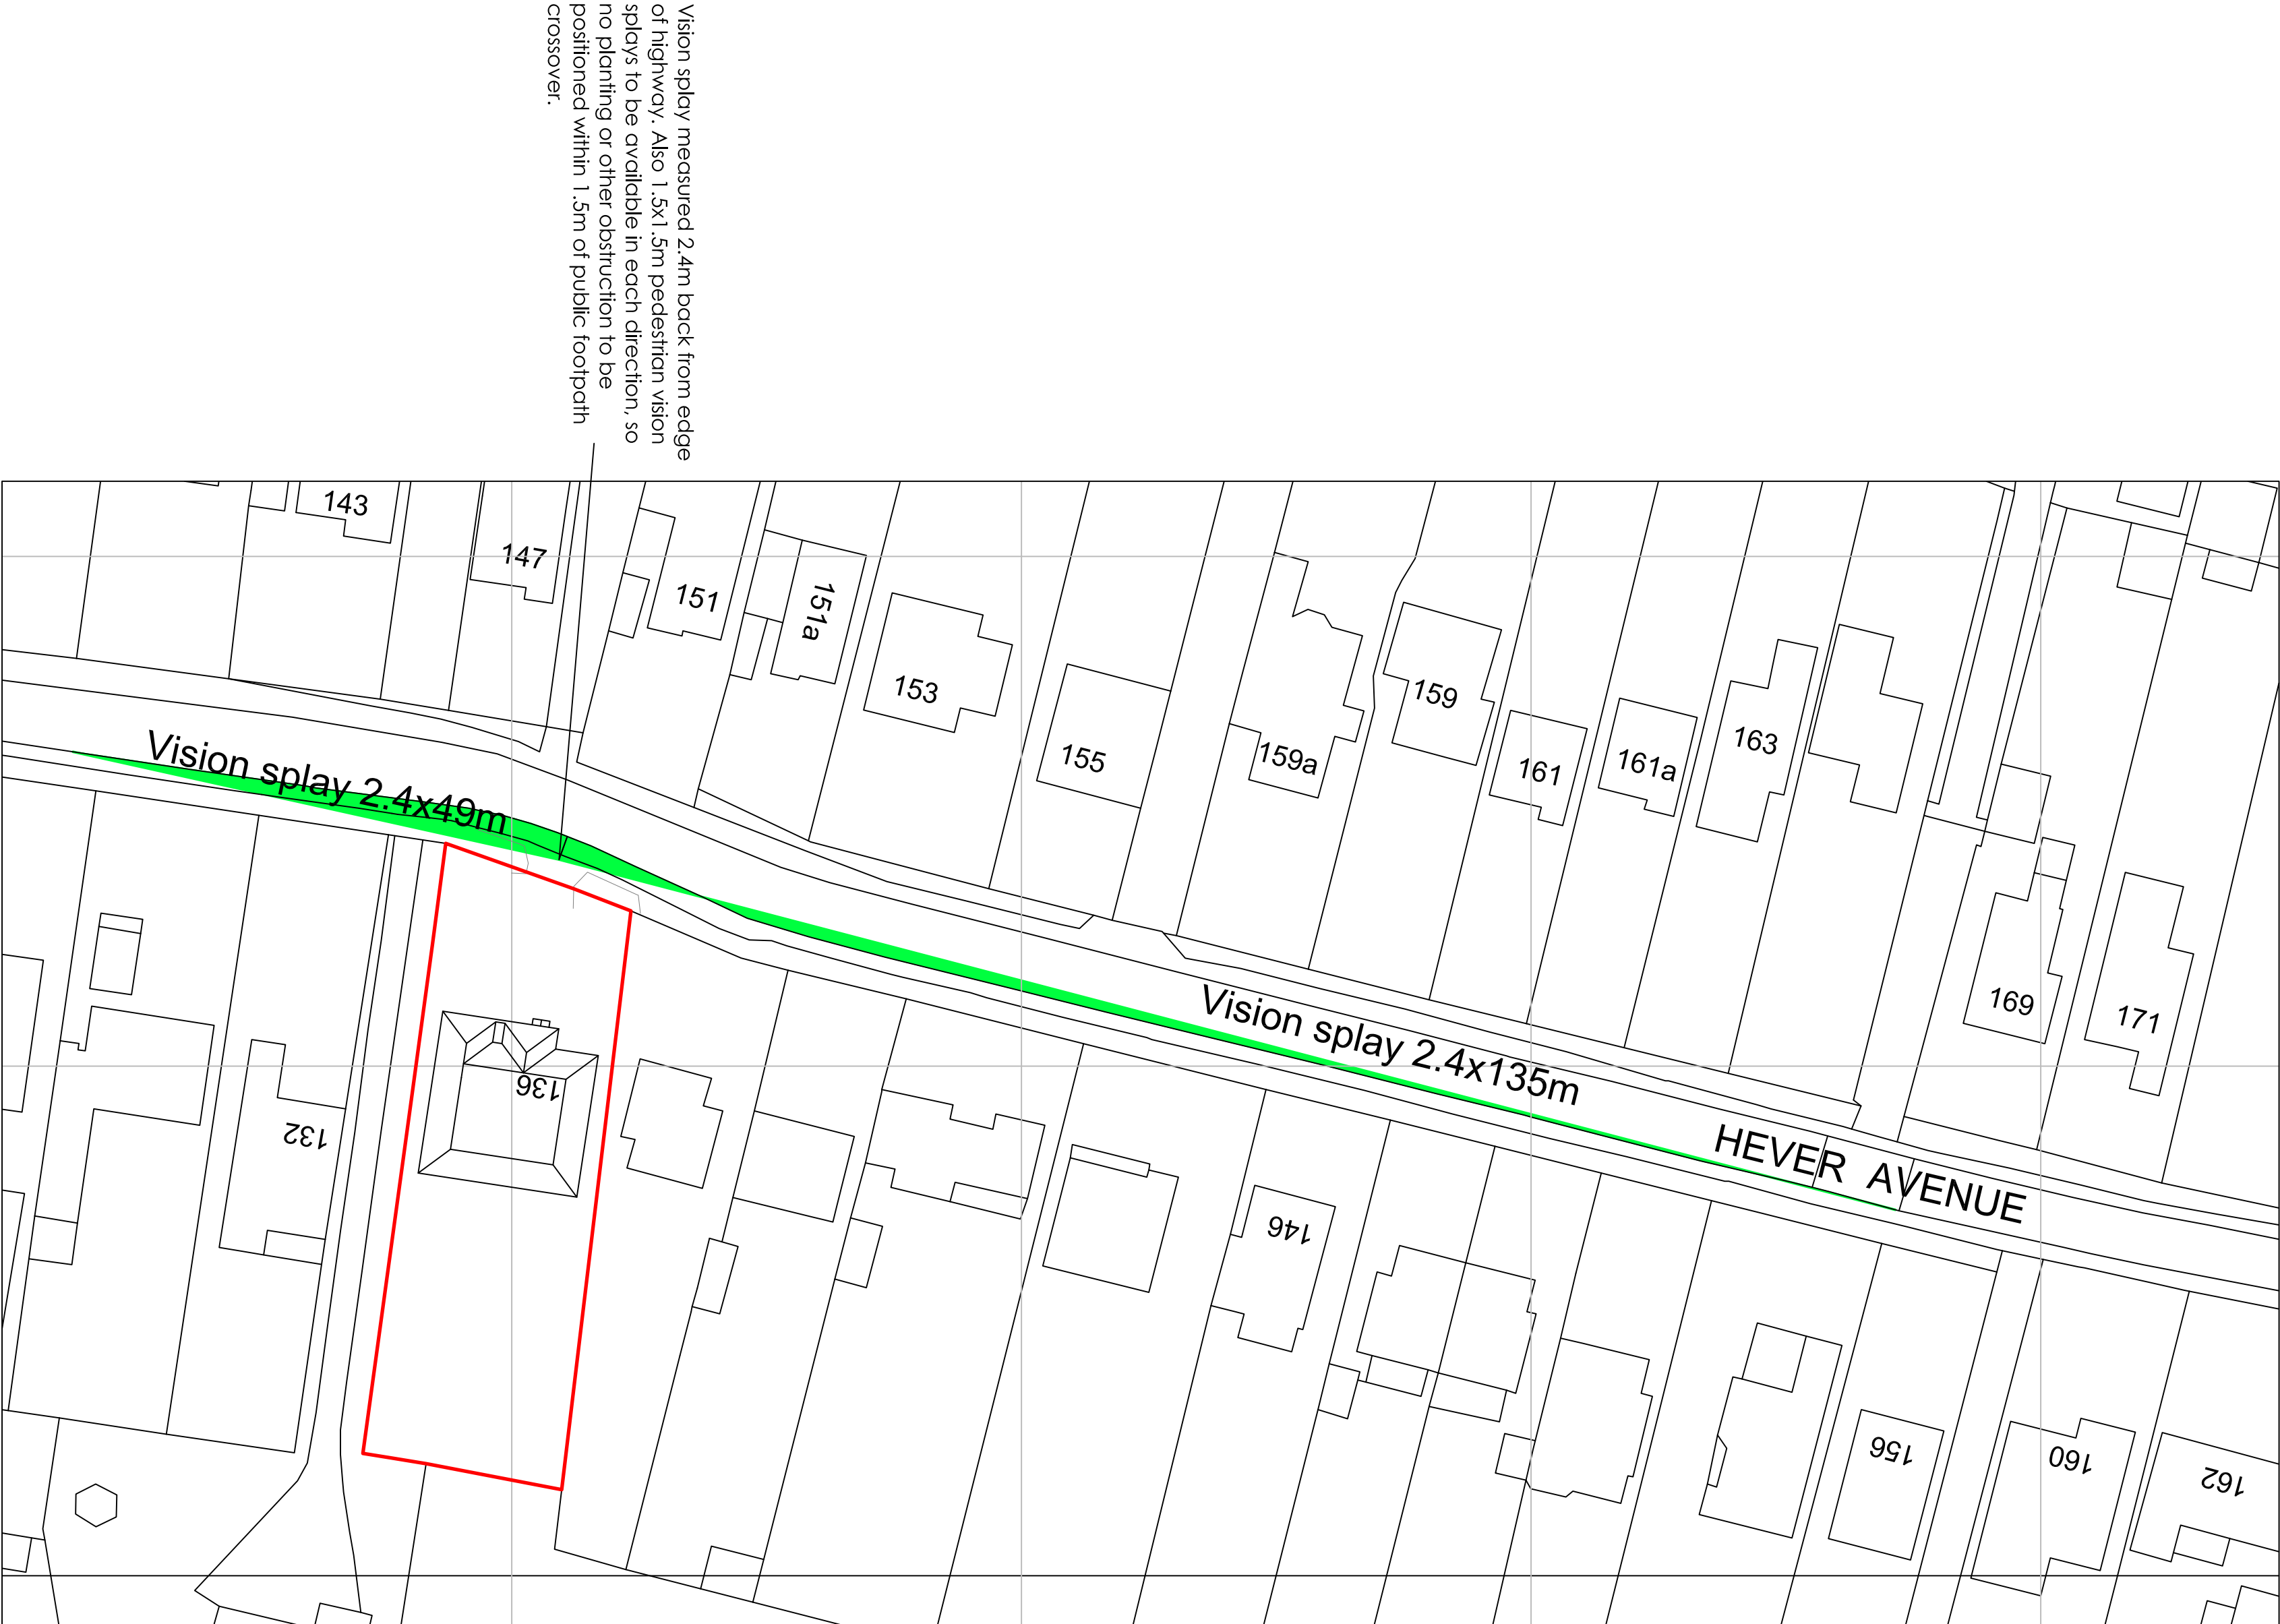 Vision splay measured 2.4m back from edge
of highway. Also 1.5x1.5m pedestrian vision
splays to be available in each direction, so
no planting or other obstruction to be
positioned within 1.5m of public footpath
crossover.
143
147
151
151a
153
155
159a
159
161
161a
163
169
171
Vision splay 2.4x49m
Vision splay 2.4x135m
HEVER AVENUE
132
136
146
156
160
162